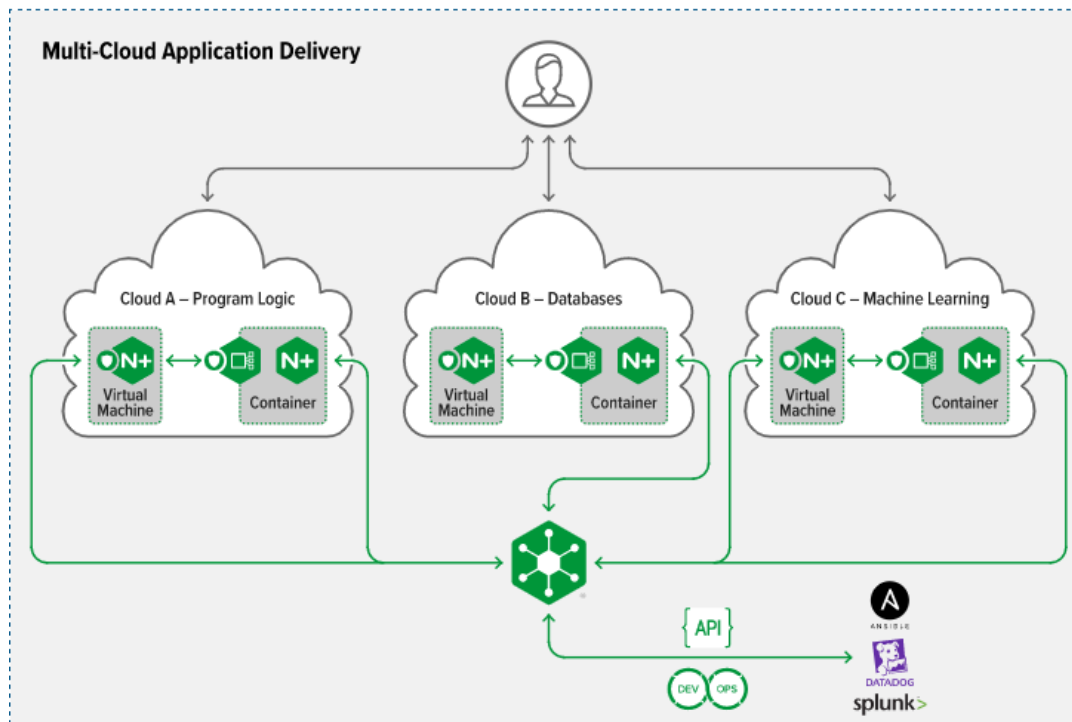 Multi-Cloud Application Delivery
Cloud A – Program Logic
N+
Virtual
Machine
N+
Container
Cloud B – Databases
N+
Virtual
Machine
N+
Container
Cloud C – Machine Learning
N+
Virtual
Machine
N+
Container
{API}
DEV OPS
A
ANSIBLE
DATADOG
splunk>